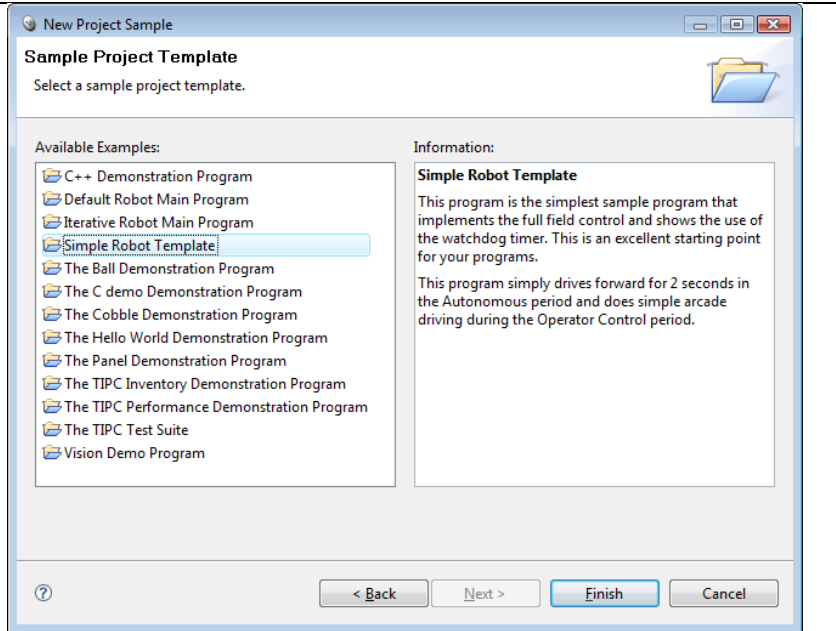 New Project Sample
Sample Project Template
Select a sample project template.
Available Examples:
C++ Demonstration Program
Default Robot Main Program
Iterative Robot Main Program
Simple Robot Template
The Ball Demonstration Program
The C demo Demonstration Program
The Cobble Demonstration Program
The Hello World Demonstration Program
The Panel Demonstration Program
The TIPC Inventory Demonstration Program
The TIPC Performance Demonstration Program
The TIPC Test Suite
Vision Demo Program
Information:
Simple Robot Template
This program is the simplest sample program that
implements the full field control and shows the use of
the watchdog timer. This is an excellent starting point
for your programs.
This program simply drives forward for 2 seconds in
the Autonomous period and does simple arcade
driving during the Operator Control period.
?
< Back
Next >
Finish
Cancel